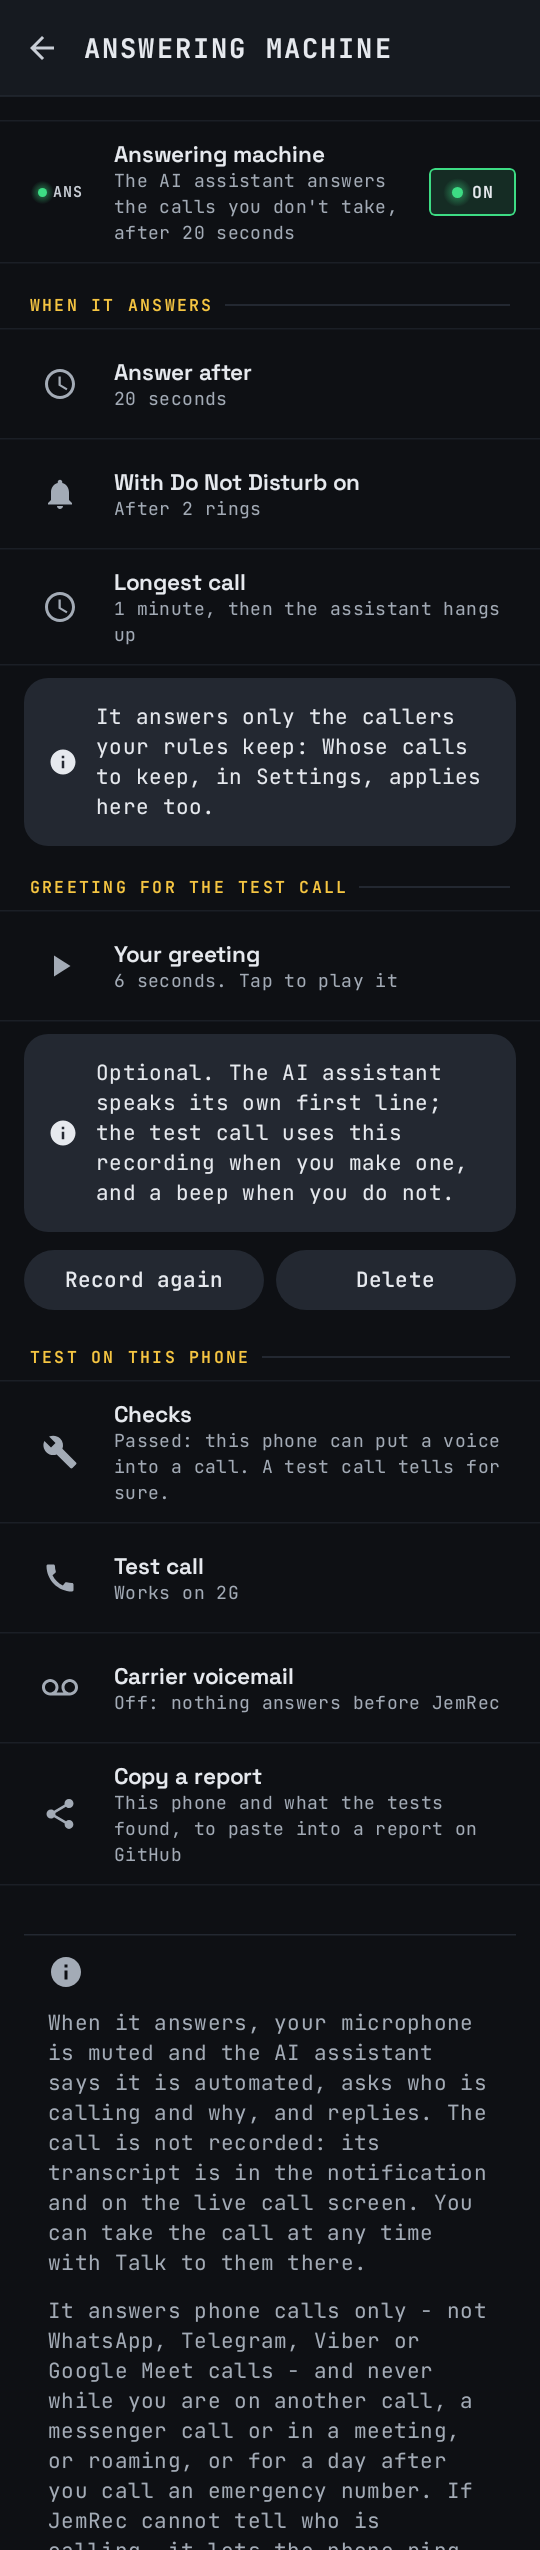 ANSWERING MACHINE
Answering machine
The AI assistant answers
the calls you don't take,
after 20 seconds
ANS
ON
WHEN IT ANSWERS
Answer after
20 seconds
With Do Not Disturb on
After 2 rings
Longest call
1 minute, then the assistant hangs
up
It answers only the callers
your rules keep: Whose calls
to keep, in Settings, applies
here too.
GREETING FOR THE TEST CALL
Your greeting
6 seconds. Tap to play it
Optional. The AI assistant
speaks its own first line;
the test call uses this
recording when you make one,
and a beep when you do not.
Record again
Delete
TEST ON THIS PHONE
Checks
Passed: this phone can put a voice
into a call. A test call tells for
sure.
Test call
Works on 2G
Carrier voicemail
Off: nothing answers before JemRec
Copy a report
This phone and what the tests
found, to paste into a report on
GitHub
When it answers, your microphone
is muted and the AI assistant
says it is automated, asks who is
calling and why, and replies. The
call is not recorded: its
transcript is in the notification
and on the live call screen. You
can take the call at any time
with Talk to them there.
It answers phone calls only - not
WhatsApp, Telegram, Viber or
Google Meet calls - and never
while you are on another call, a
messenger call or in a meeting,
or roaming, or for a day after
you call an emergency number. If
JemRec cannot tell who is
calling, it lets the phone ring